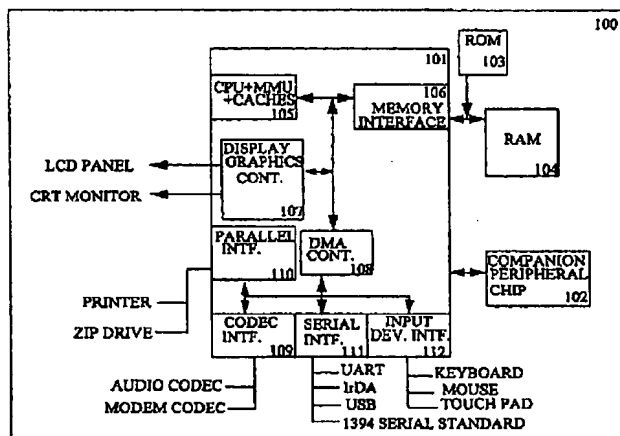 100
ROM
103
101
CPU+MMU
+CACHES
105
106
MEMORY
INTERFACE
RAM
104
DISPLAY
GRAPHICS
CONT.
107
LCD PANEL
CRT MONITOR
PARALLEL
INTF.
110
DMA
CONT.
108
COMPANION
PERIPHERAL
CHIP
102
PRINTER
ZIP DRIVE
CODEC
INTF.
109
SERIAL
INTF.
111
INPUT
DEV. INTF.
112
AUDIO CODEC
MODEM CODEC
UART
IrDA
USB
1394 SERIAL STANDARD
KEYBOARD
MOUSE
TOUCH PAD